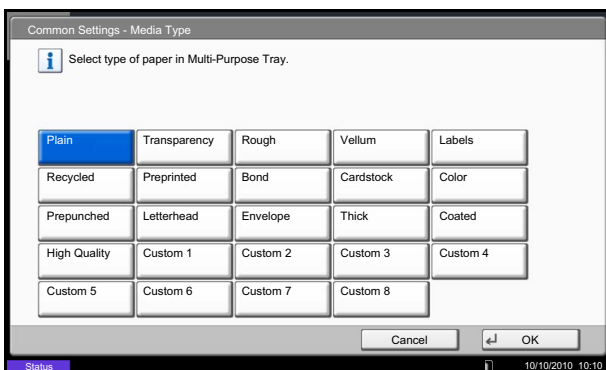 Common Settings - Media Type
Select type of paper in Multi-Purpose Tray.
Plain Transparency Rough Vellum Labels
Recycled Preprinted Bond Cardstock Color
Prepunched Letterhead Envelope Thick Coated
High Quality Custom 1 Custom 2 Custom 3 Custom 4
Custom 5 Custom 6 Custom 7 Custom 8
Cancel OK
Status 10/10/2010 10:10